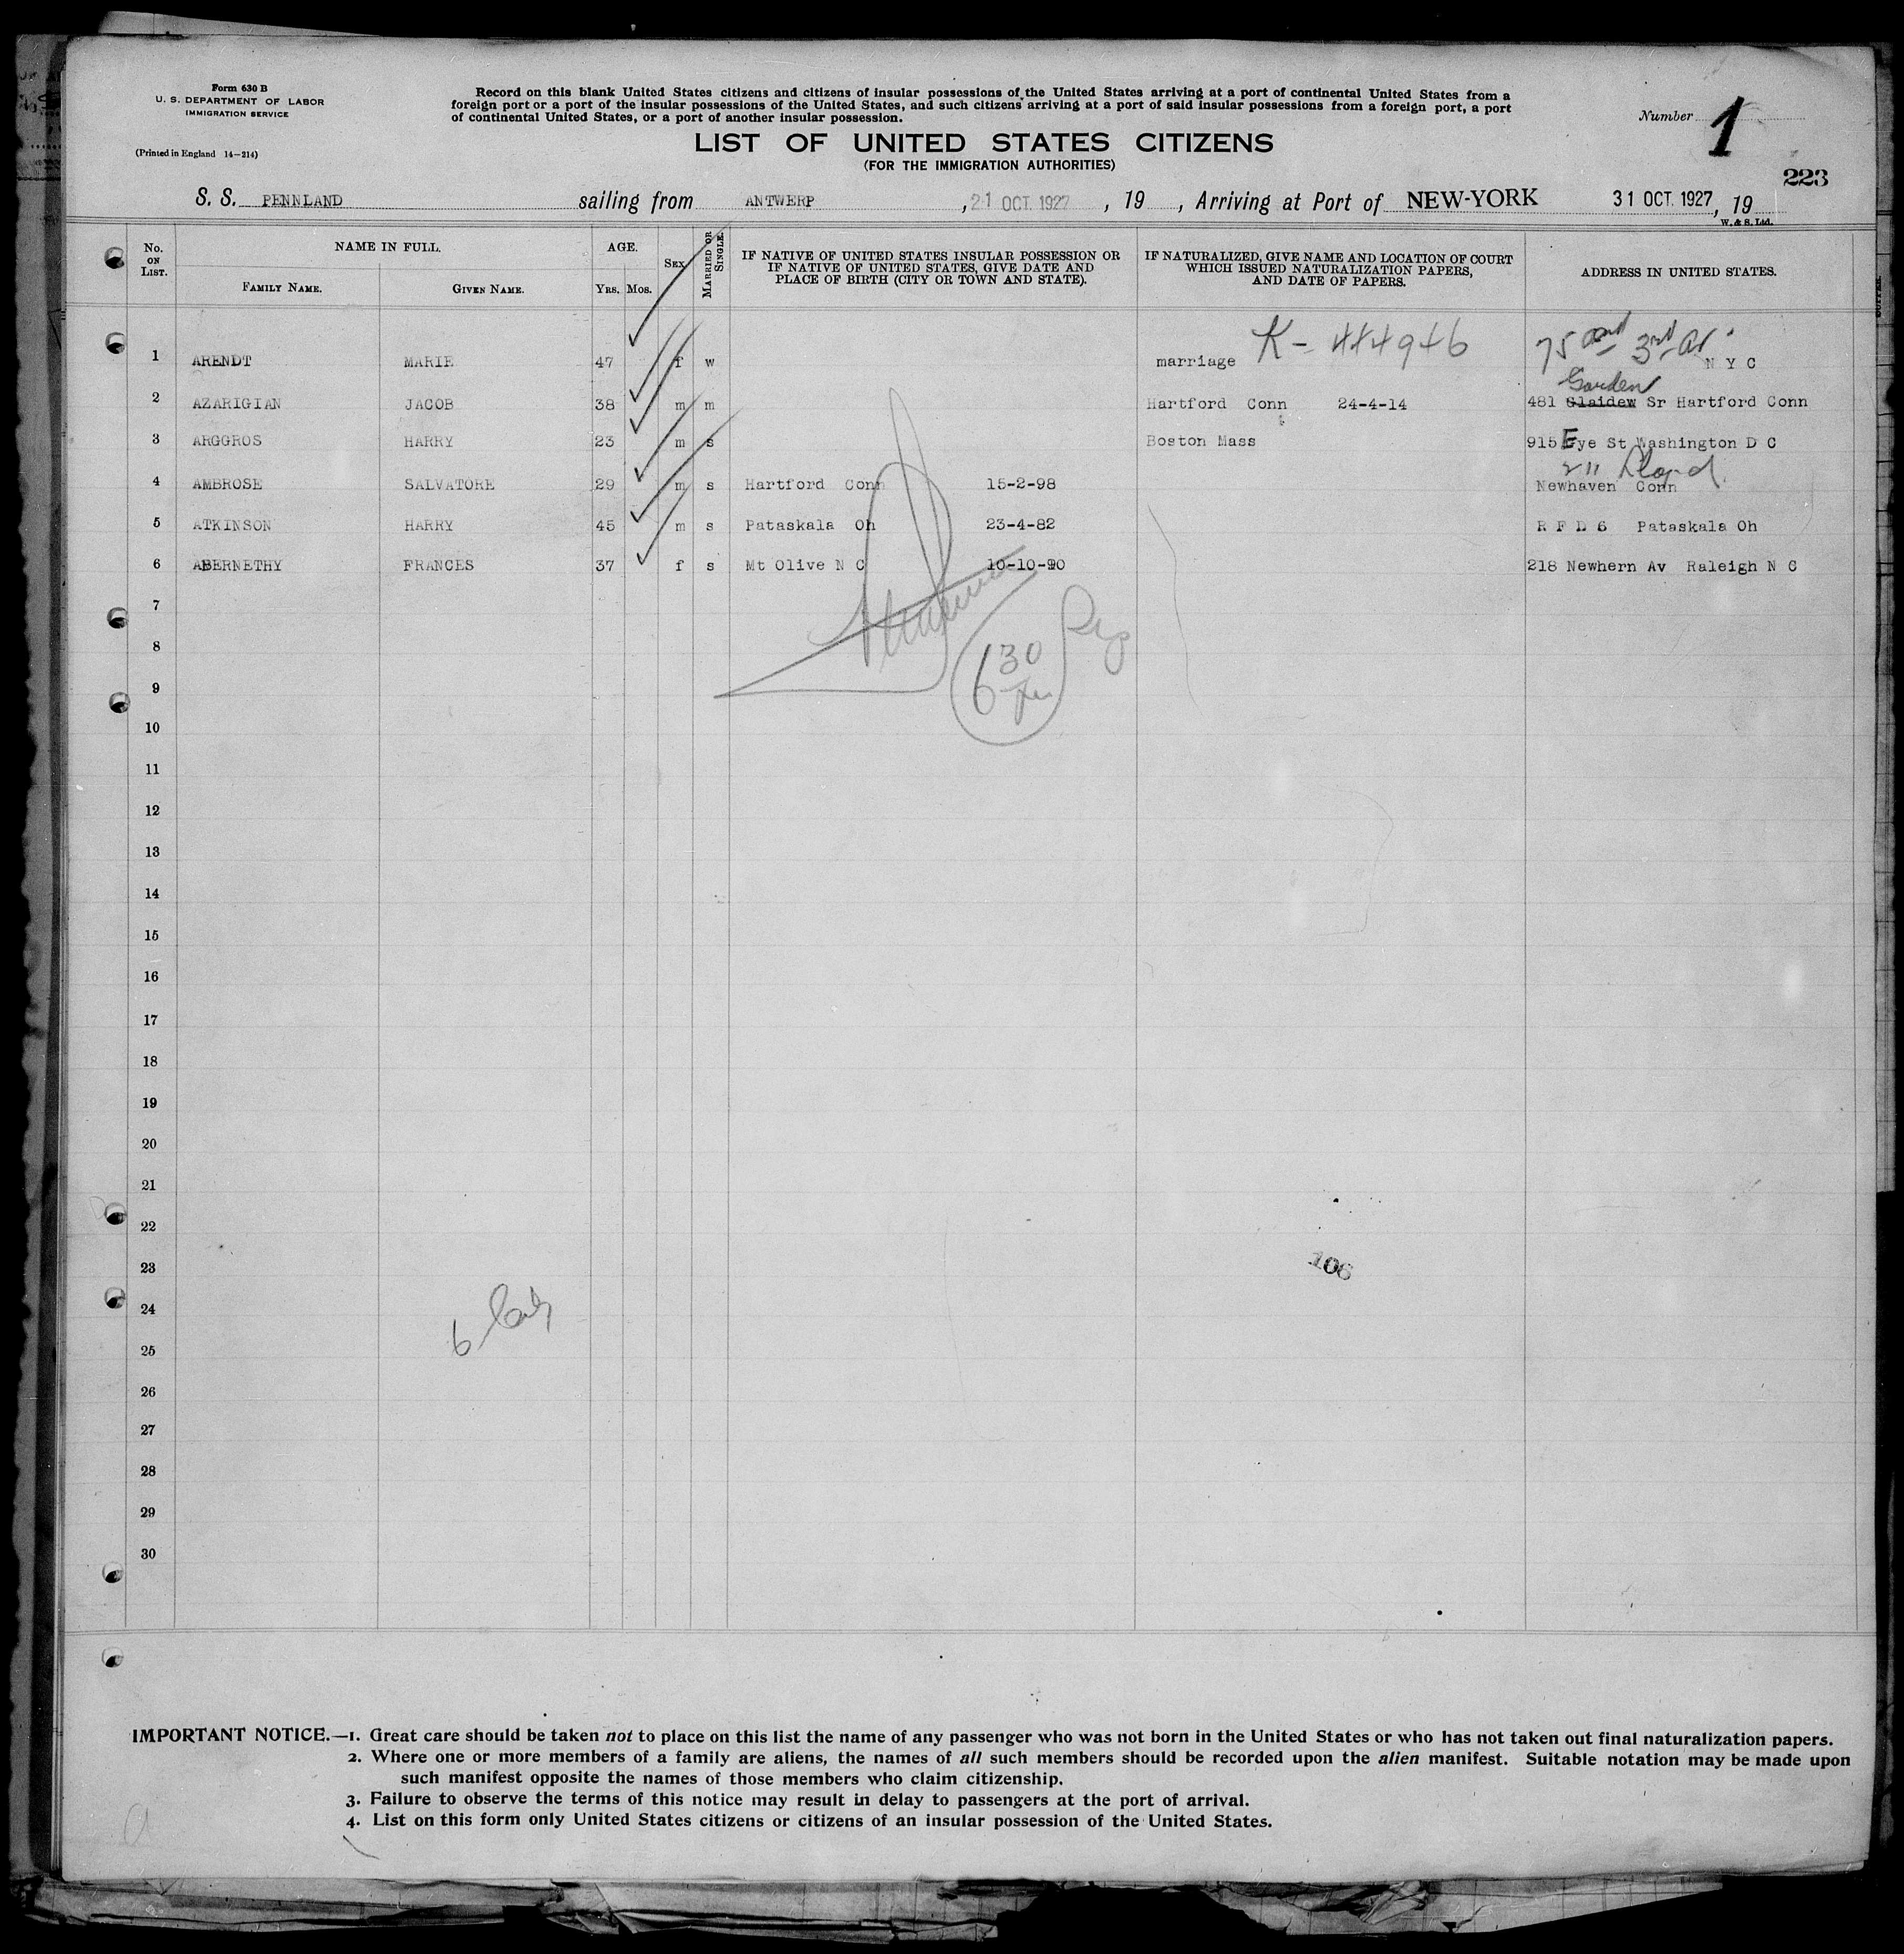 Form 630 B
U. S. DEPARTMENT OF LABOR
IMMIGRATION SERVICE
(Printed in England 14—214)
Record on this blank United States citizens and citizens of insular possessions of the United States arriving at a port of continental United States from a
foreign port or a port of the insular possessions of the United States, and such citizens arriving at a port of said insular possessions from a foreign port, a port
of continental United States, or a port of another insular possession.
Number 1
LIST OF UNITED STATES CITIZENS
(FOR THE IMMIGRATION AUTHORITIES)
223
S. S. PENNLAND sailing from ANTWERP , 21 OCT. 1927 , 19 , Arriving at Port of NEW-YORK 31 OCT. 1927 , 19
W. & S. Ltd.
No. ON LIST. NAME IN FULL. AGE. SEX MARRIED OR SINGLE. IF NATIVE OF UNITED STATES INSULAR POSSESSION OR IF NATIVE OF UNITED STATES, GIVE DATE AND PLACE OF BIRTH (CITY OR TOWN AND STATE). IF NATURALIZED, GIVE NAME AND LOCATION OF COURT WHICH ISSUED NATURALIZATION PAPERS, AND DATE OF PAPERS. ADDRESS IN UNITED STATES.
FAMILY NAME. GIVEN NAME. YRS. MOS.
1 ARENDT MARIE 47 f w marriage K- 444946 75 and 3rd Av N Y C
Garden
2 AZARIGIAN JACOB 38 m m Hartford Conn 24-4-14 481 Glaidew Sr Hartford Conn
3 ARGGROS HARRY 23 m s Boston Mass 915 Eye St Washington D C
211
4 AMBROSE SALVATORE 29 m s Hartford Conn 15-2-98 Newhaven Conn
5 ATKINSON HARRY 45 m s Pataskala Oh 23-4-82 R F D 6 Pataskala Oh
6 ABERNETHY FRANCES 37 f s Mt Olive N C 10-10-90 218 Newhern Av Raleigh N C
7
8
630
9
10
11
12
13
14
15
16
17
18
19
20
21
22
23
106
24
6
25
26
27
28
29
30
IMPORTANT NOTICE.—1. Great care should be taken not to place on this list the name of any passenger who was not born in the United States or who has not taken out final naturalization papers.
2. Where one or more members of a family are aliens, the names of all such members should be recorded upon the alien manifest. Suitable notation may be made upon
such manifest opposite the names of those members who claim citizenship.
3. Failure to observe the terms of this notice may result in delay to passengers at the port of arrival.
4. List on this form only United States citizens or citizens of an insular possession of the United States.